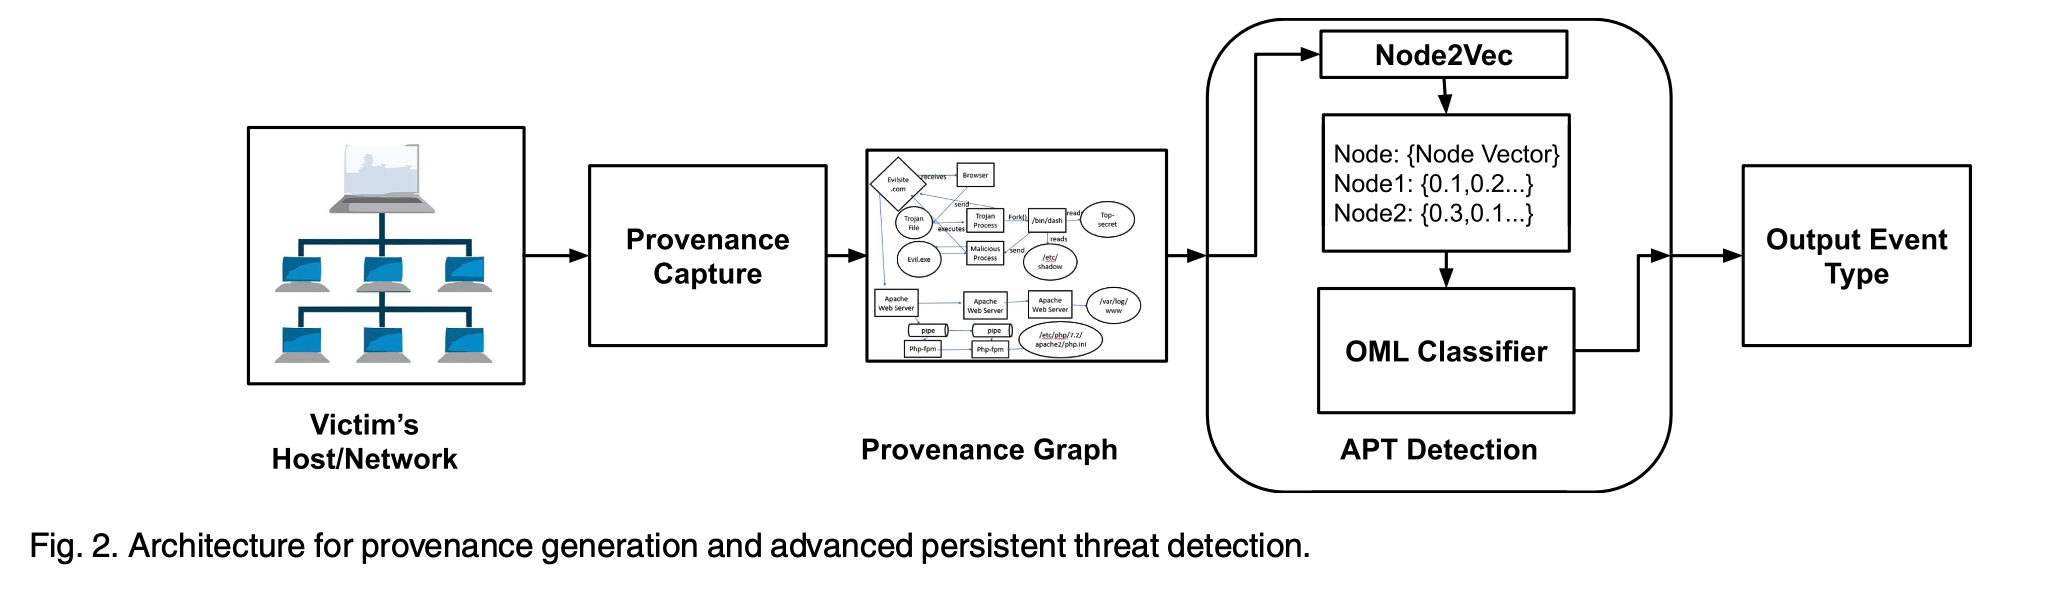 Victim's
Host/Network
Provenance
Capture
Evilsite
.com
receives
Browser
send
Trojan
File
executes
Trojan
Process
Fork()
/bin/dash
reads
Top-
secret
Evil.exe
Malicious
Process
send
reads
/etc/
shadow
Apache
Web Server
Apache
Web Server
Apache
Web Server
/var/log/
www
pipe
pipe
Php-fpm
Php-fpm
/etc/php/7.2/
apache2/php.ini
Provenance Graph
Node2Vec
Node: {Node Vector}
Node1: {0.1,0.2...}
Node2: {0.3,0.1...}
OML Classifier
APT Detection
Output Event
Type
Fig. 2. Architecture for provenance generation and advanced persistent threat detection.